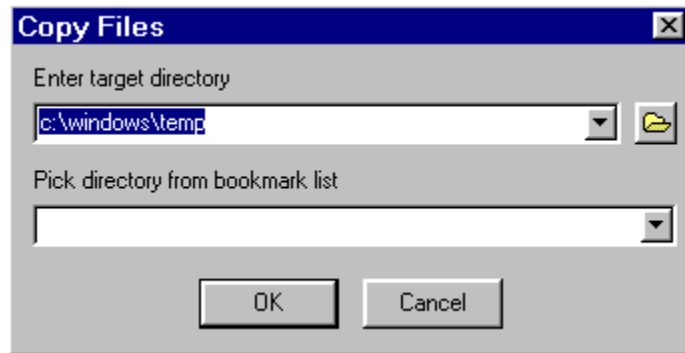 Copy Files
Enter target directory
c:\windows\temp
Pick directory from bookmark list
OK
Cancel